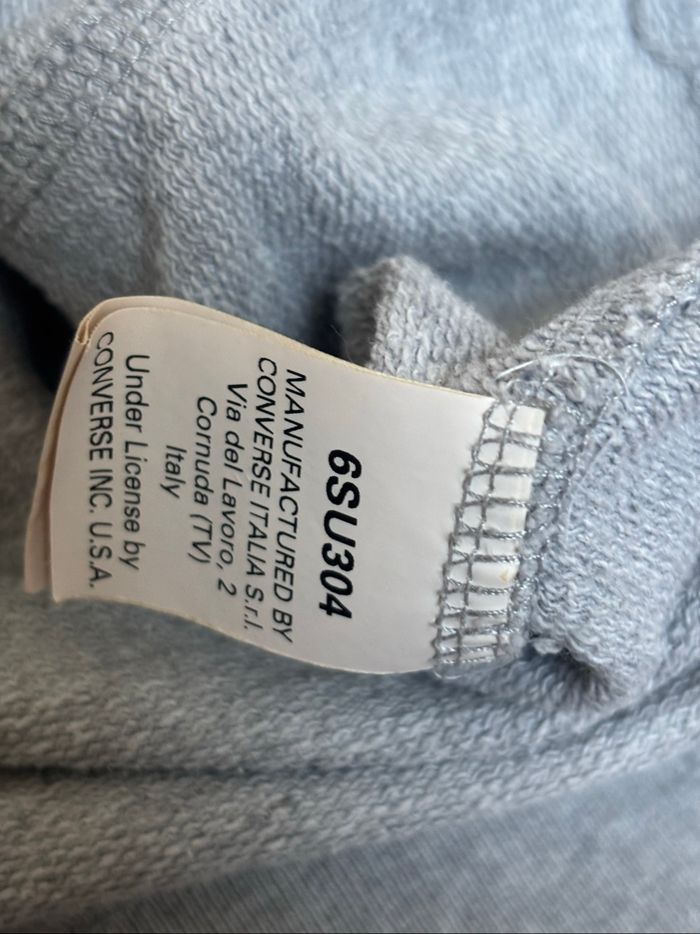 6SU304
MANUFACTURED BY
CONVERSE ITALIA S.r.l.
Via del Lavoro, 2
Cornuda (TV)
Italy
Under License by
CONVERSE INC. U.S.A.